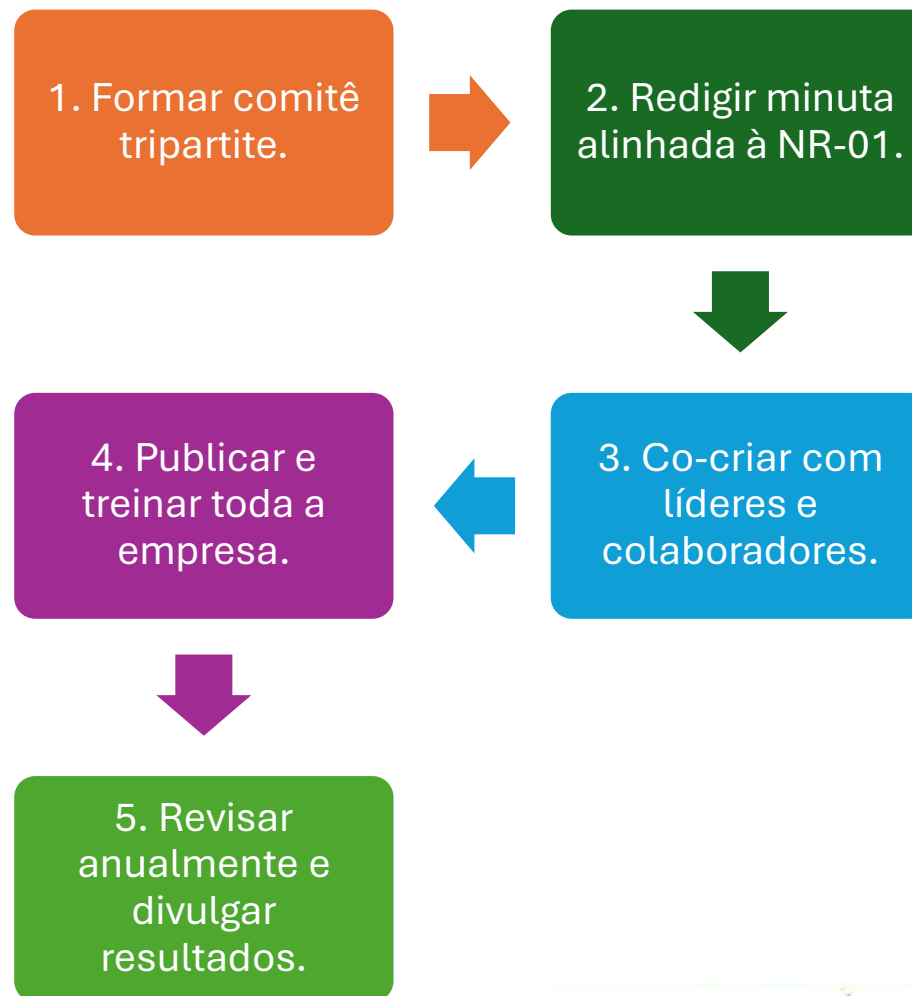 1. Formar comitê
tripartite.
2. Redigir minuta
alinhada à NR-01.
3. Co-criar com
líderes e
colaboradores.
4. Publicar e
treinar toda a
empresa.
5. Revisar
anualmente e
divulgar
resultados.